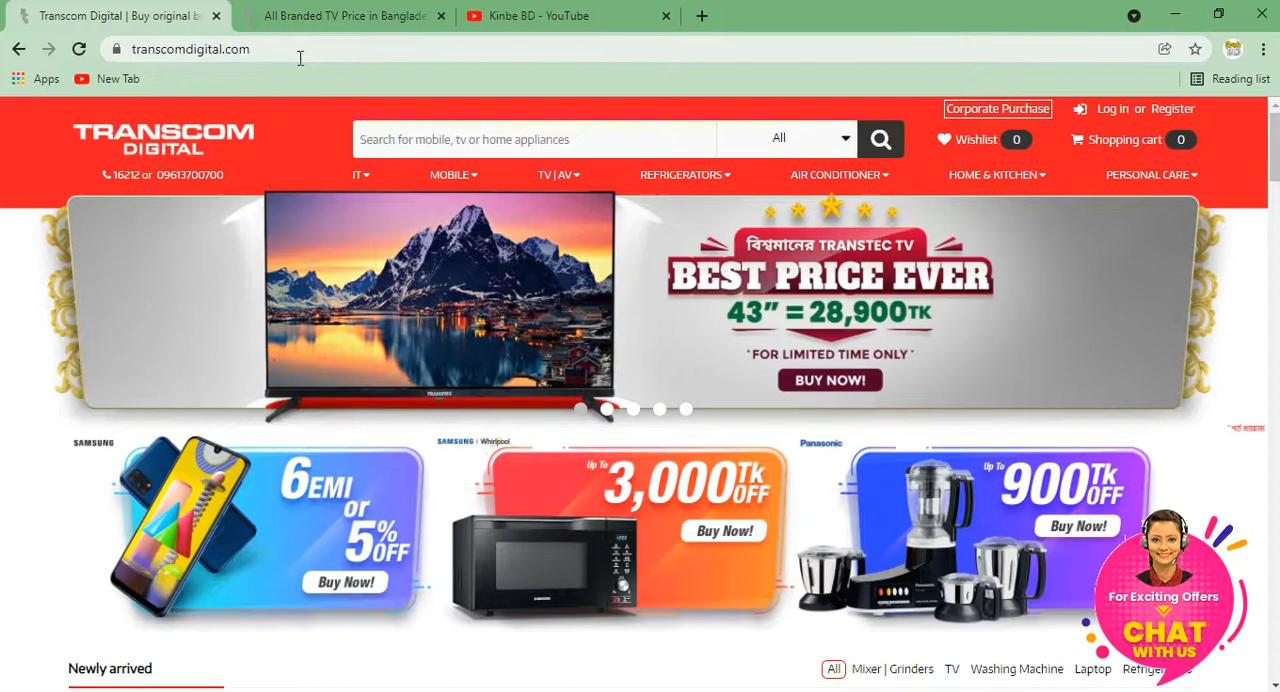 Transcom Digital | Buy original b
All Branded TV Price in Banglade
Kinbe BD - YouTube
transcomdigital.com
Apps
New Tab
Reading list
Corporate Purchase
Log in or Register
TRANSCOM
DIGITAL
Search for mobile, tv or home appliances
All
Wishlist 0
Shopping cart 0
16212 or 09613700700
IT
MOBILE
TV | AV
REFRIGERATORS
AIR CONDITIONER
HOME & KITCHEN
PERSONAL CARE
বিশ্বমানের TRANSTEC TV
BEST PRICE EVER
43” = 28,900TK
*FOR LIMITED TIME ONLY*
BUY NOW!
TRANSTEC
SAMSUNG
6EMI
or
5%
OFF
Buy Now!
SAMSUNG | Whirlpool
Up To
3,000Tk
OFF
Buy Now!
Panasonic
Up To
900Tk
OFF
Buy Now!
Panasonic
SAMSUNG
For Exciting Offers
CHAT
WITH US
Newly arrived
All
Mixer | Grinders
TV
Washing Machine
Laptop